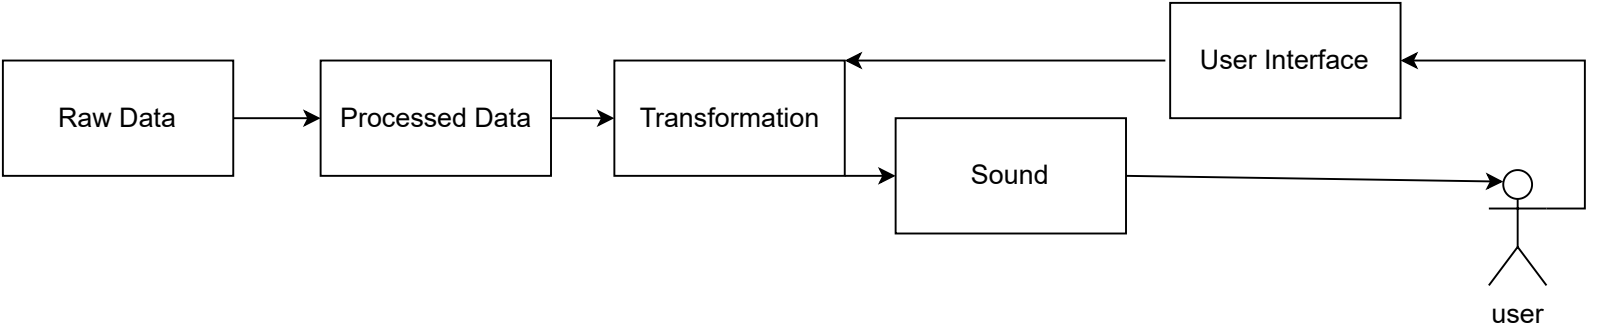 Raw Data
Processed Data
Transformation
User Interface
Sound
user